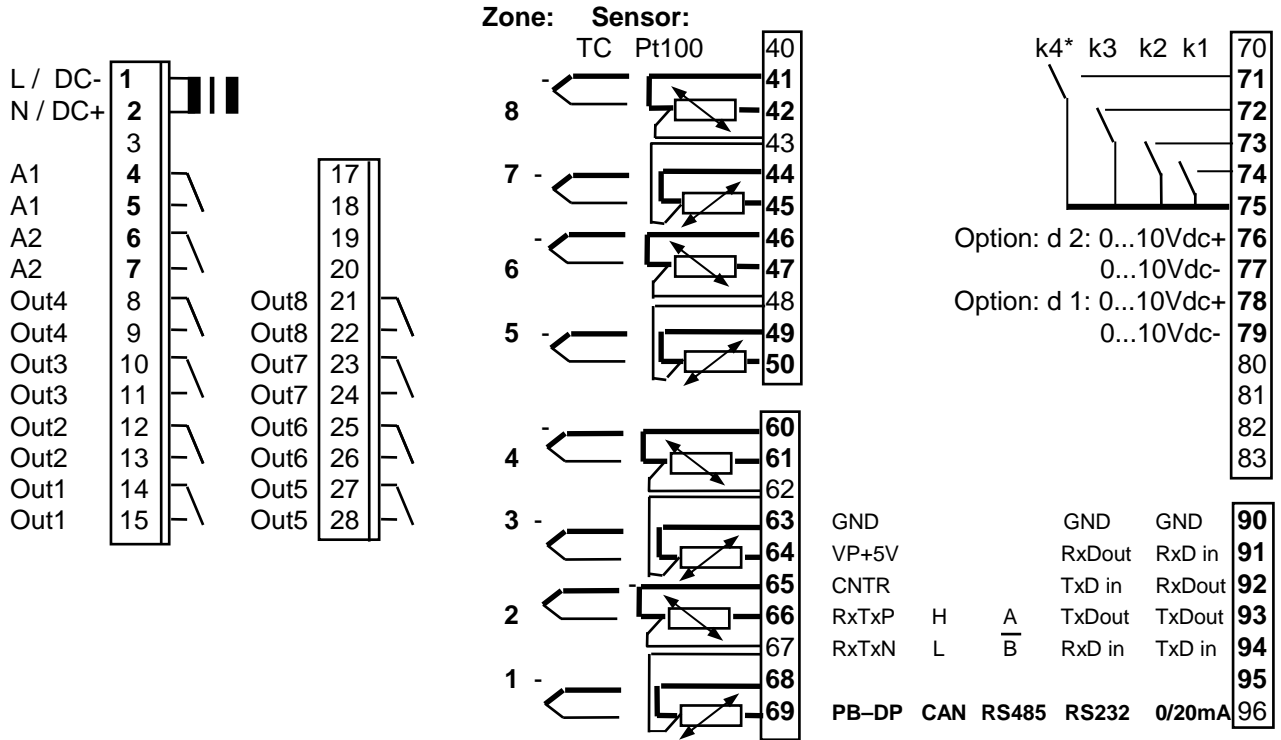 Zone: Sensor:
TC Pt100 40
k4* k3 k2 k1 70
L / DC- 1
- 41
71
N / DC+ 2
8 42
72
3
43
73
A1 4
17
7 - 44
74
A1 5
18
45
75
A2 6
19
- 46
Option: d 2: 0...10Vdc+ 76
A2 7
20
6 47
0...10Vdc- 77
Out4 8
Out8 21
48
Option: d 1: 0...10Vdc+ 78
Out4 9
Out8 22
5 - 49
0...10Vdc- 79
Out3 10
Out7 23
50
80
Out3 11
Out7 24
81
Out2 12
Out6 25
- 60
82
Out2 13
Out6 26
4 61
83
Out1 14
Out5 27
62
Out1 15
Out5 28
3 - 63
GND GND GND 90
64
VP+5V RxDout RxD in 91
- 65
CNTR TxD in RxDout 92
2 66
RxTxP H A TxDout TxDout 93
67
RxTxN L B RxD in TxD in 94
1 - 68
95
69
PB–DP CAN RS485 RS232 0/20mA 96